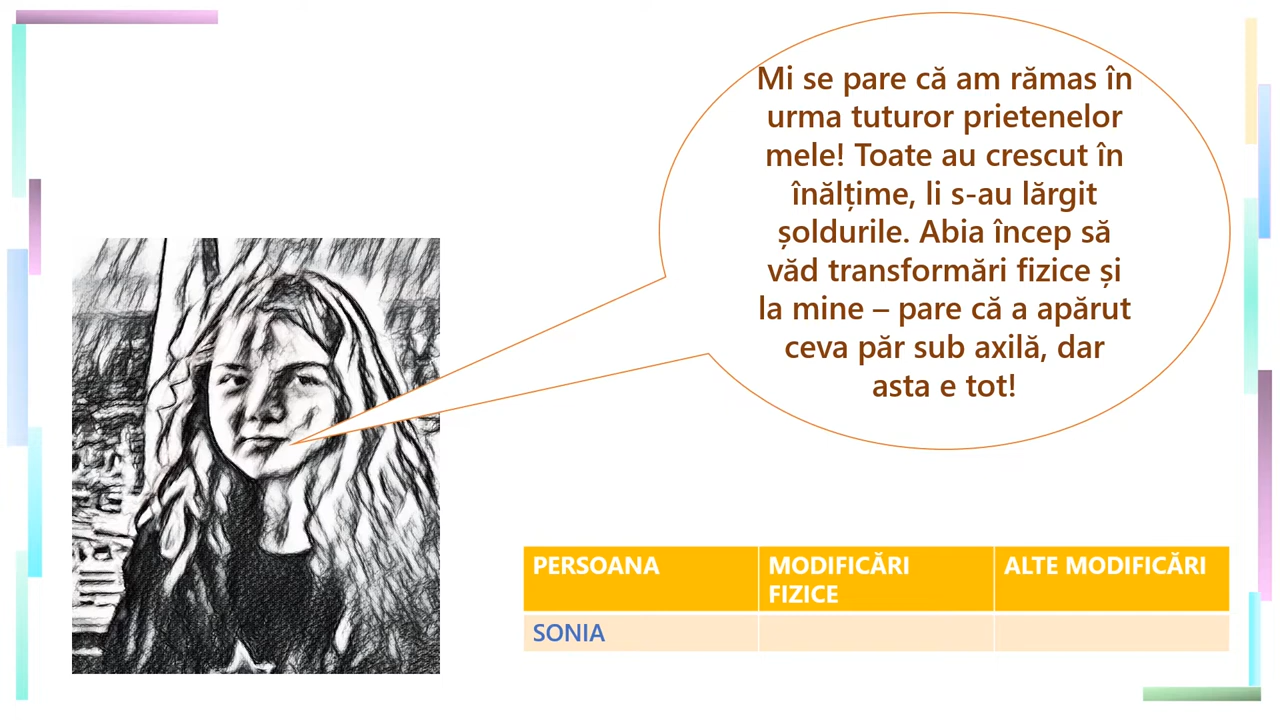 Mi se pare că am rămas în
urma tuturor prietenelor
mele! Toate au crescut în
înălțime, li s-au lărgit
șoldurile. Abia încep să
văd transformări fizice și
la mine – pare că a apărut
ceva păr sub axilă, dar
asta e tot!
PERSOANA
MODIFICĂRI
FIZICE
ALTE MODIFICĂRI
SONIA